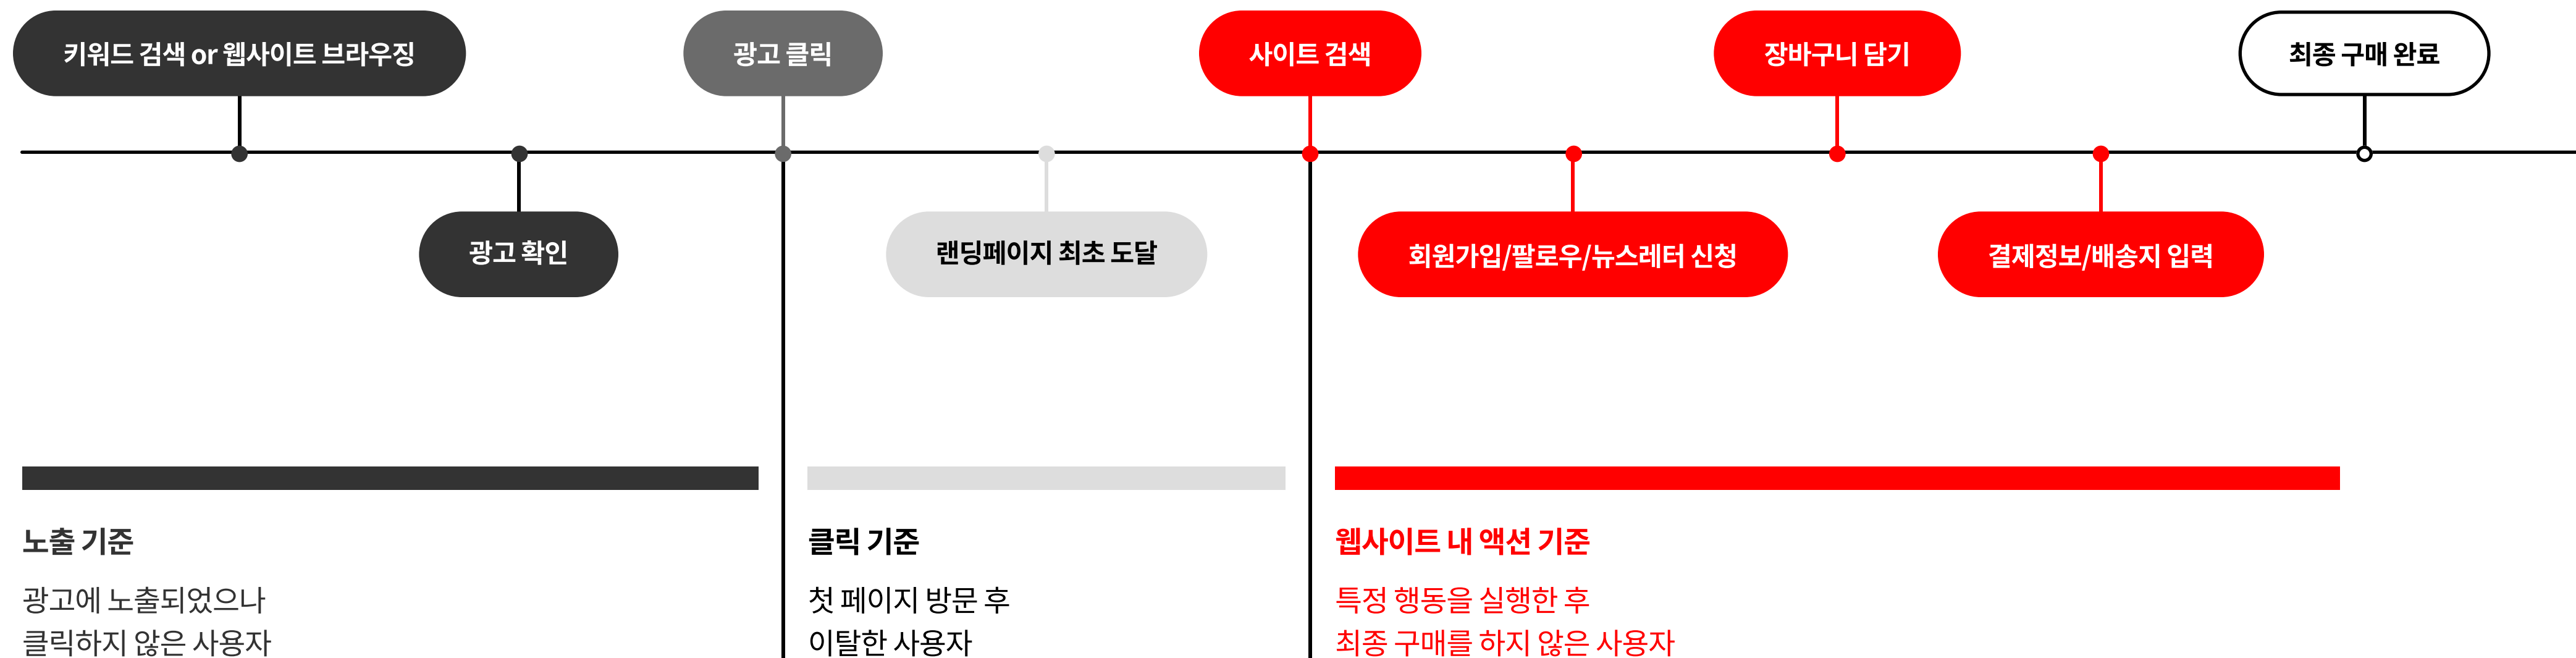 키워드 검색 or 웹사이트 브라우징
광고 클릭
사이트 검색
장바구니 담기
최종 구매 완료
광고 확인
랜딩페이지 최초 도달
회원가입/팔로우/뉴스레터 신청
결제정보/배송지 입력
노출 기준
광고에 노출되었으나
클릭하지 않은 사용자
클릭 기준
첫 페이지 방문 후
이탈한 사용자
웹사이트 내 액션 기준
특정 행동을 실행한 후
최종 구매를 하지 않은 사용자